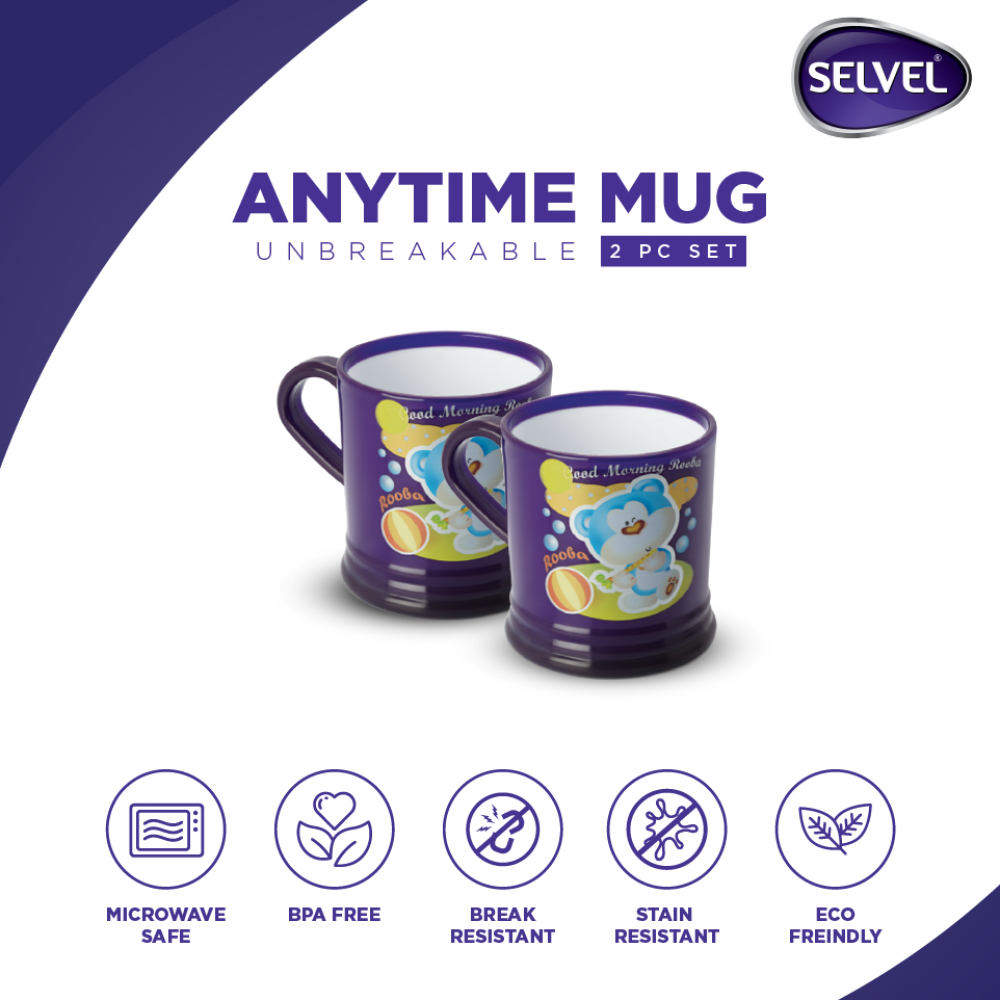 SELVEL®
ANYTIME MUG
UNBREAKABLE 2 PC SET
Good Morning
Rooba
Good Morning Rooba
Rooba
MICROWAVE
SAFE
BPA FREE
BREAK
RESISTANT
STAIN
RESISTANT
ECO
FREINDLY